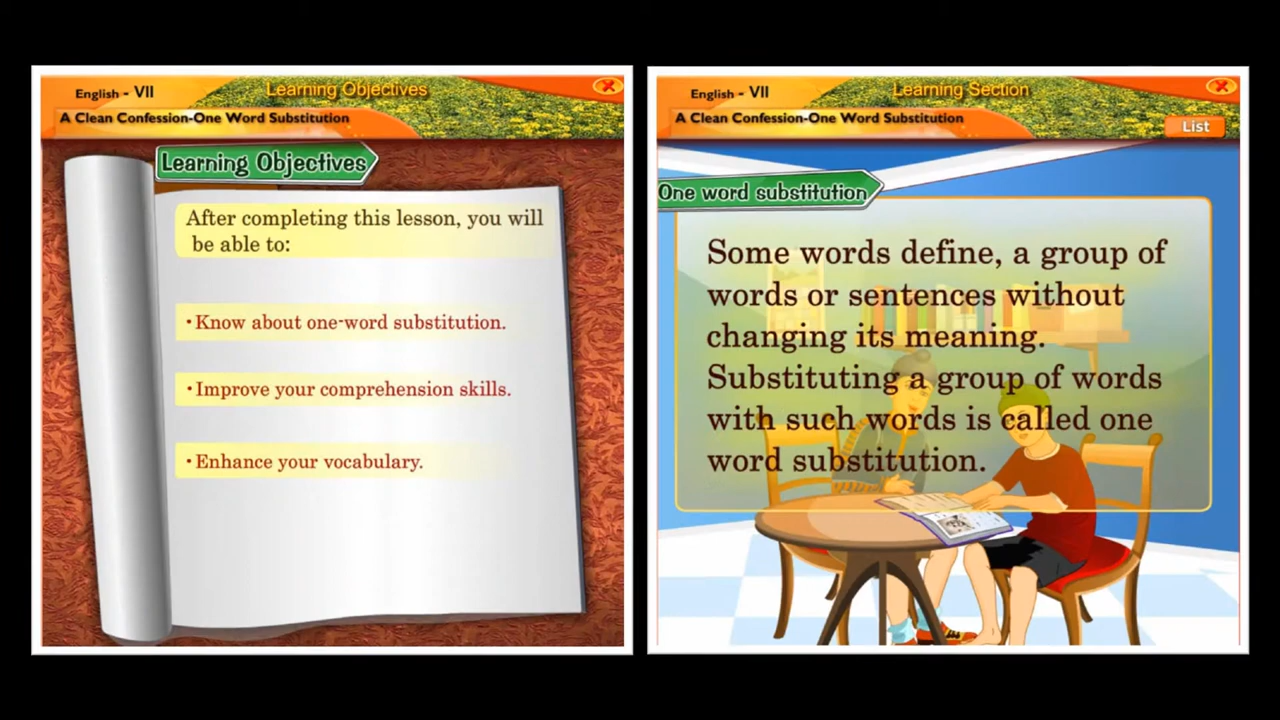 English - VII
Learning Objectives
A Clean Confession-One Word Substitution
Learning Objectives
After completing this lesson, you will
be able to:
•Know about one-word substitution.
•Improve your comprehension skills.
•Enhance your vocabulary.
English - VII
Learning Section
A Clean Confession-One Word Substitution
List
One word substitution
Some words define, a group of
words or sentences without
changing its meaning.
Substituting a group of words
with such words is called one
word substitution.